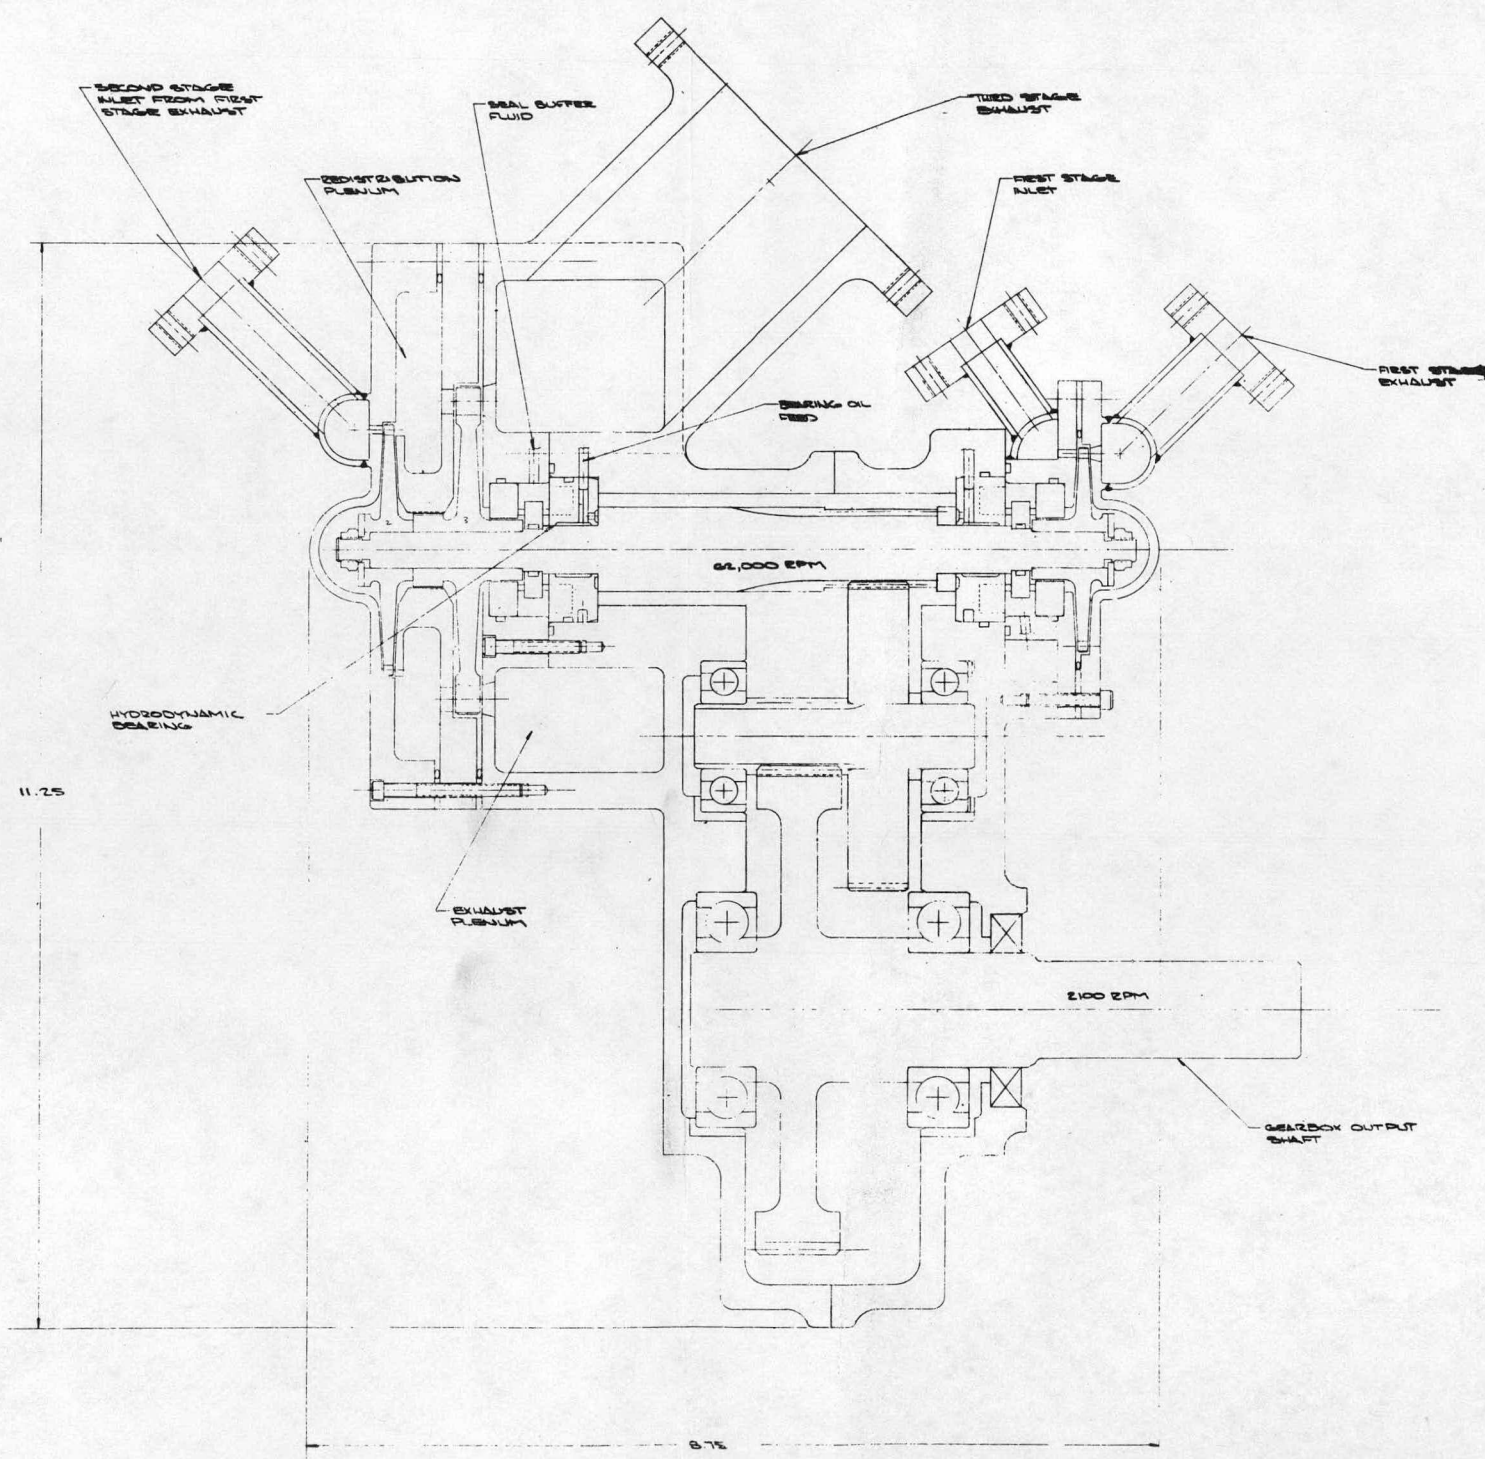 SECOND STAGE
INLET FROM FIRST
STAGE EXHAUST
SEAL BUFFER
FLUID
THIRD STAGE
EXHAUST
REDISTRIBUTION
PLENUM
FIRST STAGE
INLET
FIRST STAGE
EXHAUST
BEARING OIL
FEED
2
3
62,000 RPM
HYDRODYNAMIC
BEARING
11.25
EXHAUST
PLENUM
2100 RPM
GEARBOX OUTPUT
SHAFT
8.75